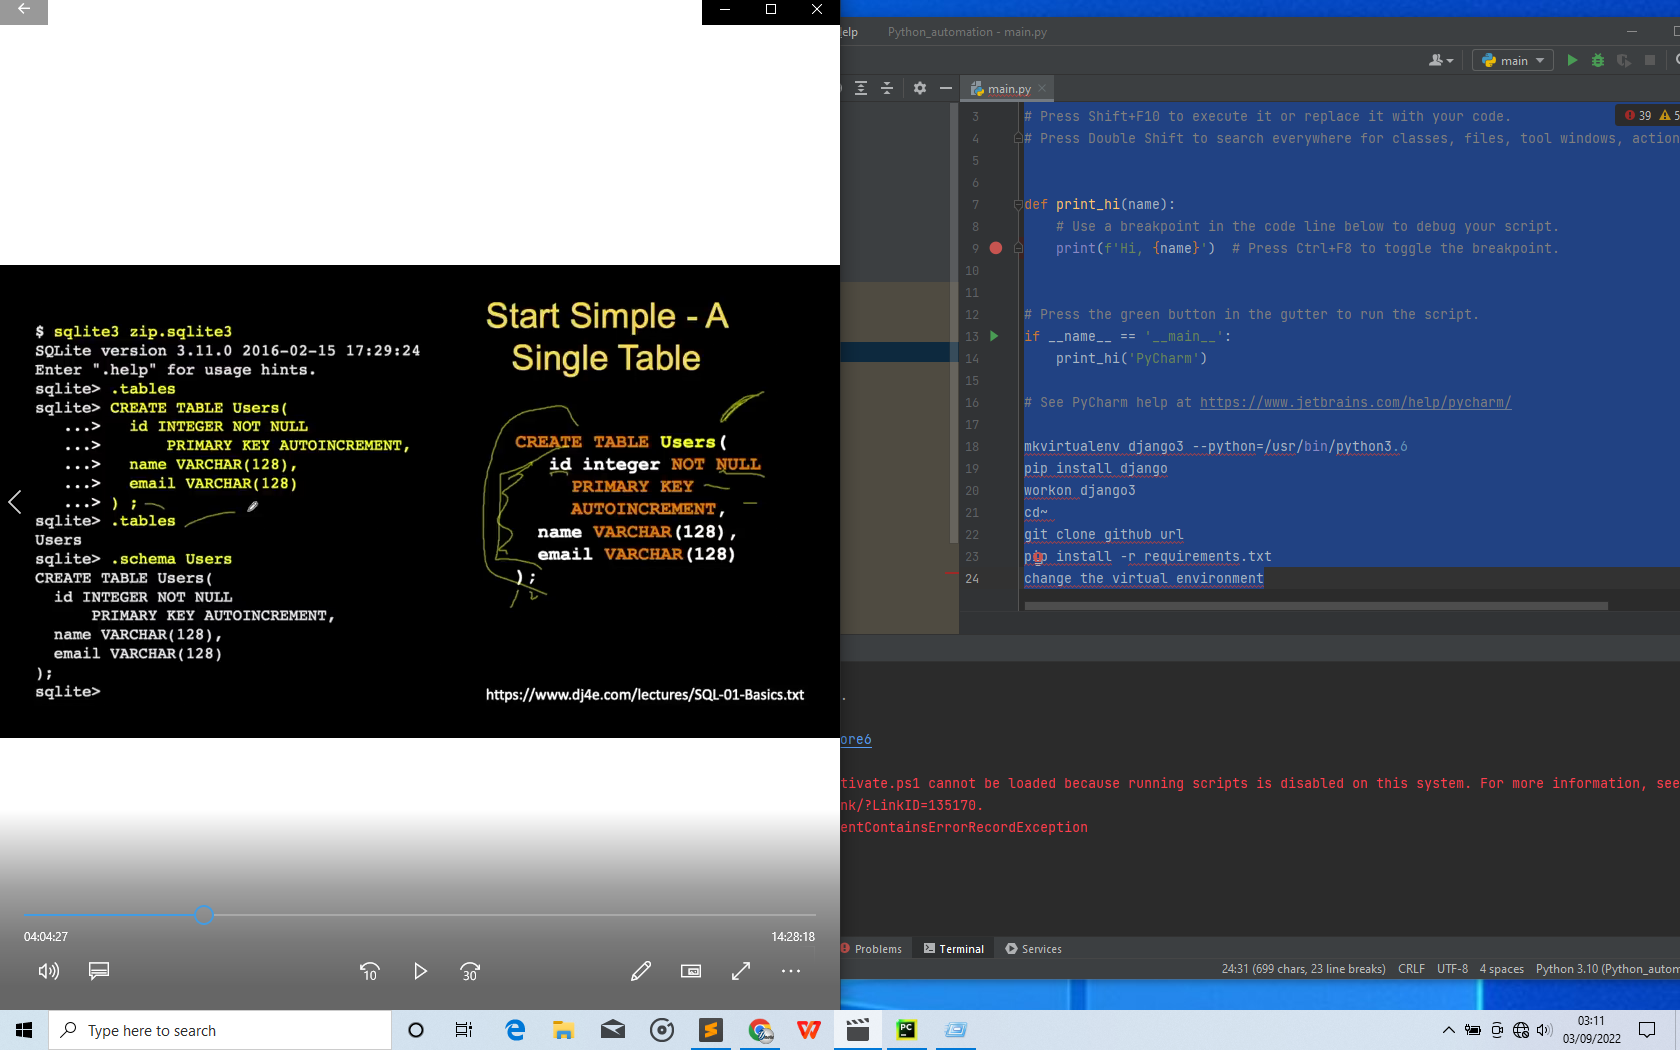 $ sqlite3 zip.sqlite3
SQLite version 3.11.0 2016-02-15 17:29:24
Enter ".help" for usage hints.
sqlite> .tables
sqlite> CREATE TABLE Users(
...> id INTEGER NOT NULL
...> PRIMARY KEY AUTOINCREMENT,
...> name VARCHAR(128),
...> email VARCHAR(128)
...> ) ;
sqlite> .tables
Users
sqlite> .schema Users
CREATE TABLE Users(
id INTEGER NOT NULL
PRIMARY KEY AUTOINCREMENT,
name VARCHAR(128),
email VARCHAR(128)
);
sqlite>
Start Simple - A
Single Table
CREATE TABLE Users(
id integer NOT NULL
PRIMARY KEY
AUTOINCREMENT,
name VARCHAR(128),
email VARCHAR(128)
);
https://www.dj4e.com/lectures/SQL-01-Basics.txt
04:04:27
14:28:18
10
30
elp
Python_automation - main.py
main
main.py
39
5
3 # Press Shift+F10 to execute it or replace it with your code.
4 # Press Double Shift to search everywhere for classes, files, tool windows, action
5
6
7 def print_hi(name):
8 # Use a breakpoint in the code line below to debug your script.
9 print(f'Hi, {name}') # Press Ctrl+F8 to toggle the breakpoint.
10
11
12 # Press the green button in the gutter to run the script.
13 if __name__ == '__main__':
14 print_hi('PyCharm')
15
16 # See PyCharm help at https://www.jetbrains.com/help/pycharm/
17
18 mkvirtualenv django3 --python=/usr/bin/python3.6
19 pip install django
20 workon django3
21 cd~
22 git clone github url
23 pip install -r requirements.txt
24 change the virtual environment
.
ore6
tivate.ps1 cannot be loaded because running scripts is disabled on this system. For more information, see
nk/?LinkID=135170.
entContainsErrorRecordException
Problems
Terminal
Services
24:31 (699 chars, 23 line breaks)
CRLF
UTF-8
4 spaces
Python 3.10 (Python_autom
Type here to search
PC
03:11
03/09/2022